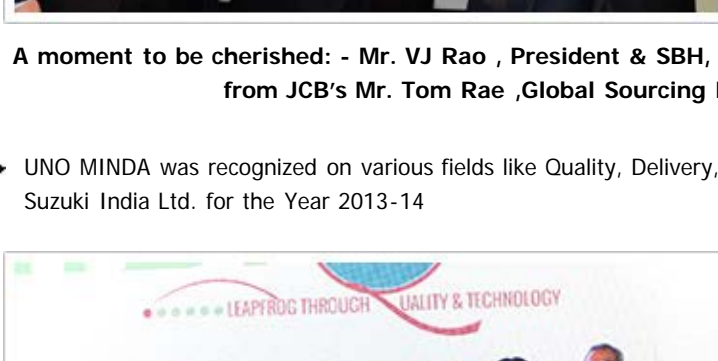 A moment to be cherished: - Mr. VJ Rao , President & SBH,
from JCB's Mr. Tom Rae ,Global Sourcing
UNO MINDA was recognized on various fields like Quality, Delivery,
Suzuki India Ltd. for the Year 2013-14
LEAPFROG THROUGH QUALITY & TECHNOLOGY